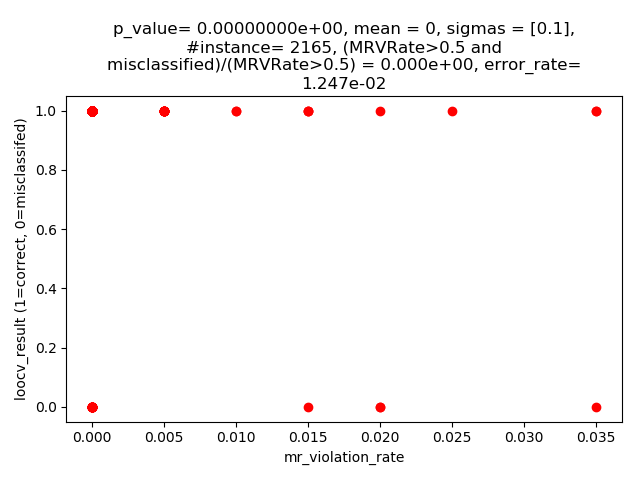 p_value= 0.00000000e+00, mean = 0, sigmas = [0.1],
#instance= 2165, (MRVRate>0.5 and
misclassified)/(MRVRate>0.5) = 0.000e+00, error_rate=
1.247e-02
loocv_result (1=correct, 0=misclassifed)
1.0
0.8
0.6
0.4
0.2
0.0
0.000 0.005 0.010 0.015 0.020 0.025 0.030 0.035
mr_violation_rate